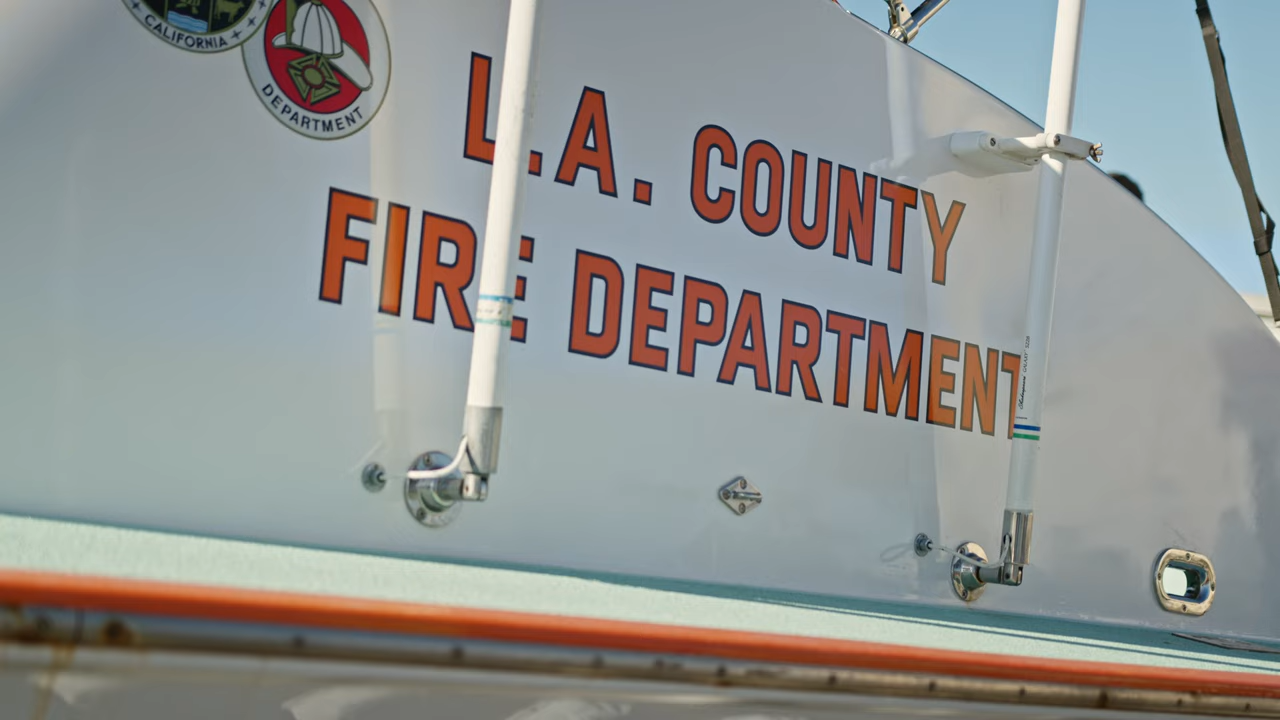 CALIFORNIA
DEPARTMENT
L.A. COUNTY
FIRE DEPARTMENT